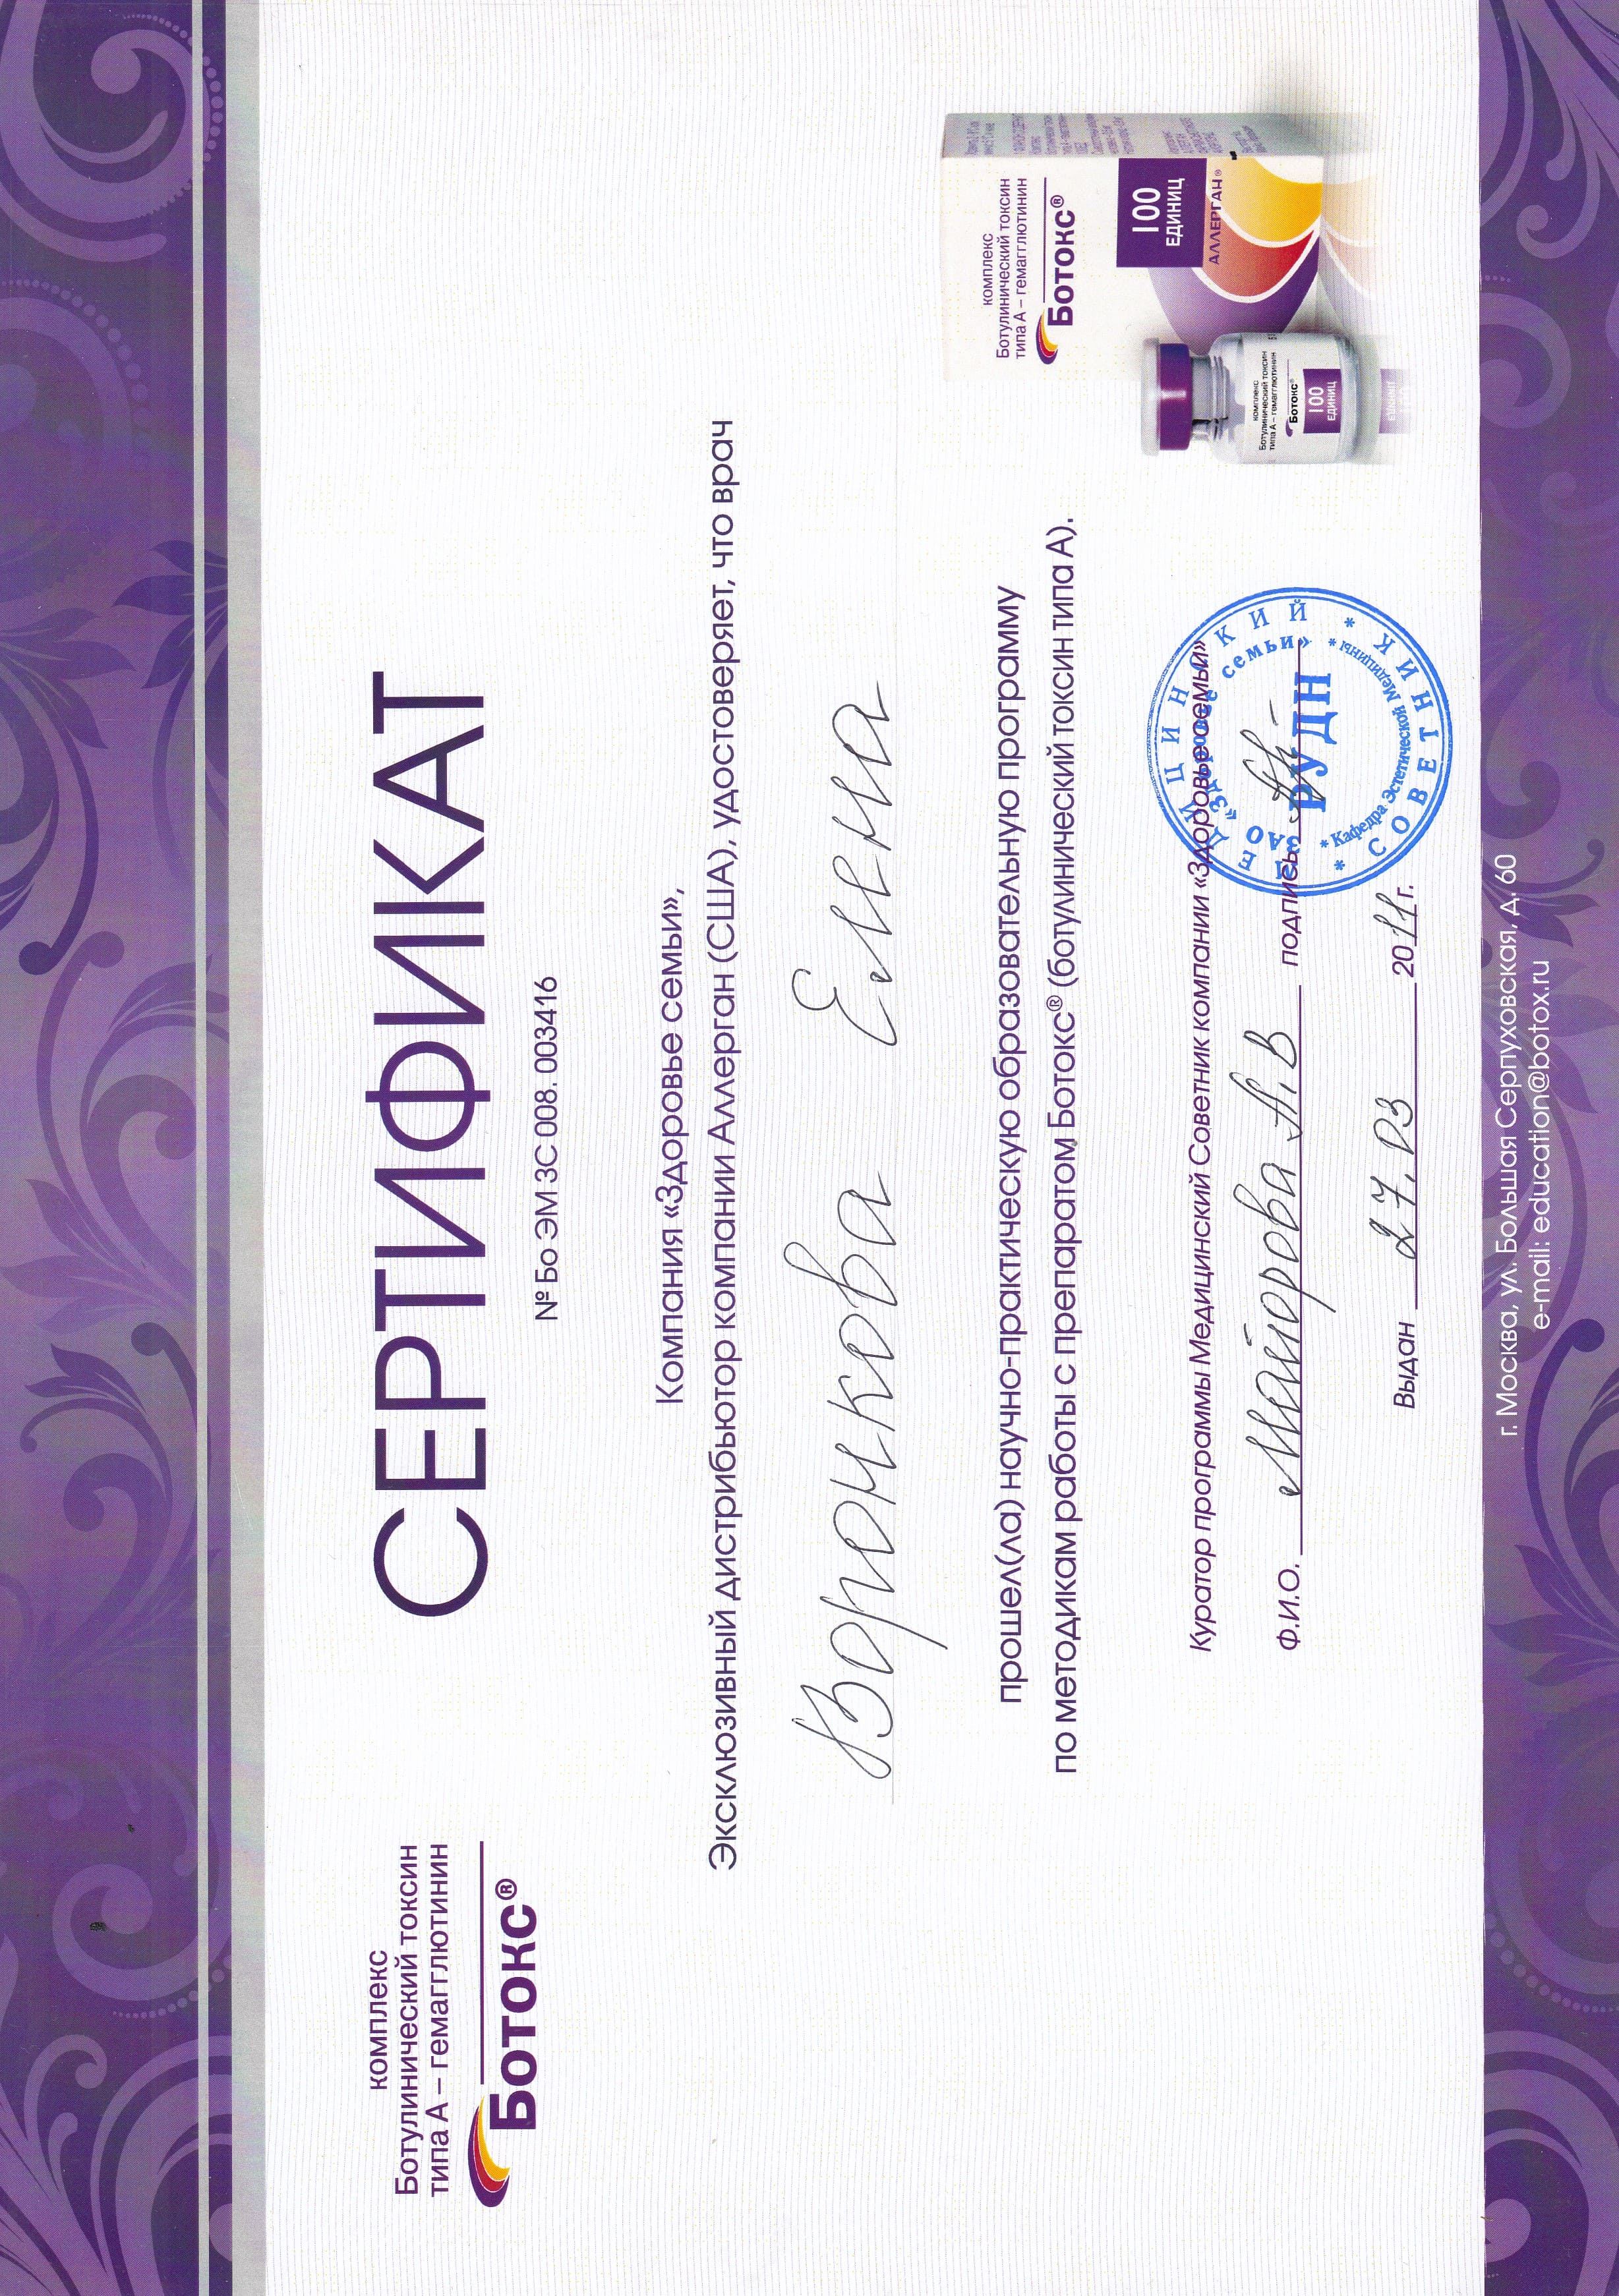 комплекс
Ботулинический токсин
типа А – гемагглютинин
Ботокс®
СЕРТИФИКАТ
№ Бо ЭМ ЗС 008. 003416
Компания «Здоровье семьи»,
Эксклюзивный дистрибьютор компании Аллерган (США), удостоверяет, что врач
Воронкова Елена
прошел(ла) научно-практическую образовательную программу
по методикам работы с препаратом Ботокс® (ботулинический токсин типа А).
Куратор программы Медицинский Советник компании «Здоровье семьи»
Ф.И.О. Майорова А.В подпись
Выдан 27.03 2011г.
МЕДИЦИНСКИЙ
СОВЕТНИК
ЗАО «Здоровье семьи»
РУДН
Кафедра Эстетической Медицины
комплекс
Ботулинический токсин
типа А – гемагглютинин
Ботокс®
100
ЕДИНИЦ
АЛЛЕРГАН®
комплекс
Ботулинический токсин
типа А – гемагглютинин
Ботокс®
100
ЕДИНИЦ
г. Москва, ул. Большая Серпуховская, д. 60
e-mail: education@botox.ru